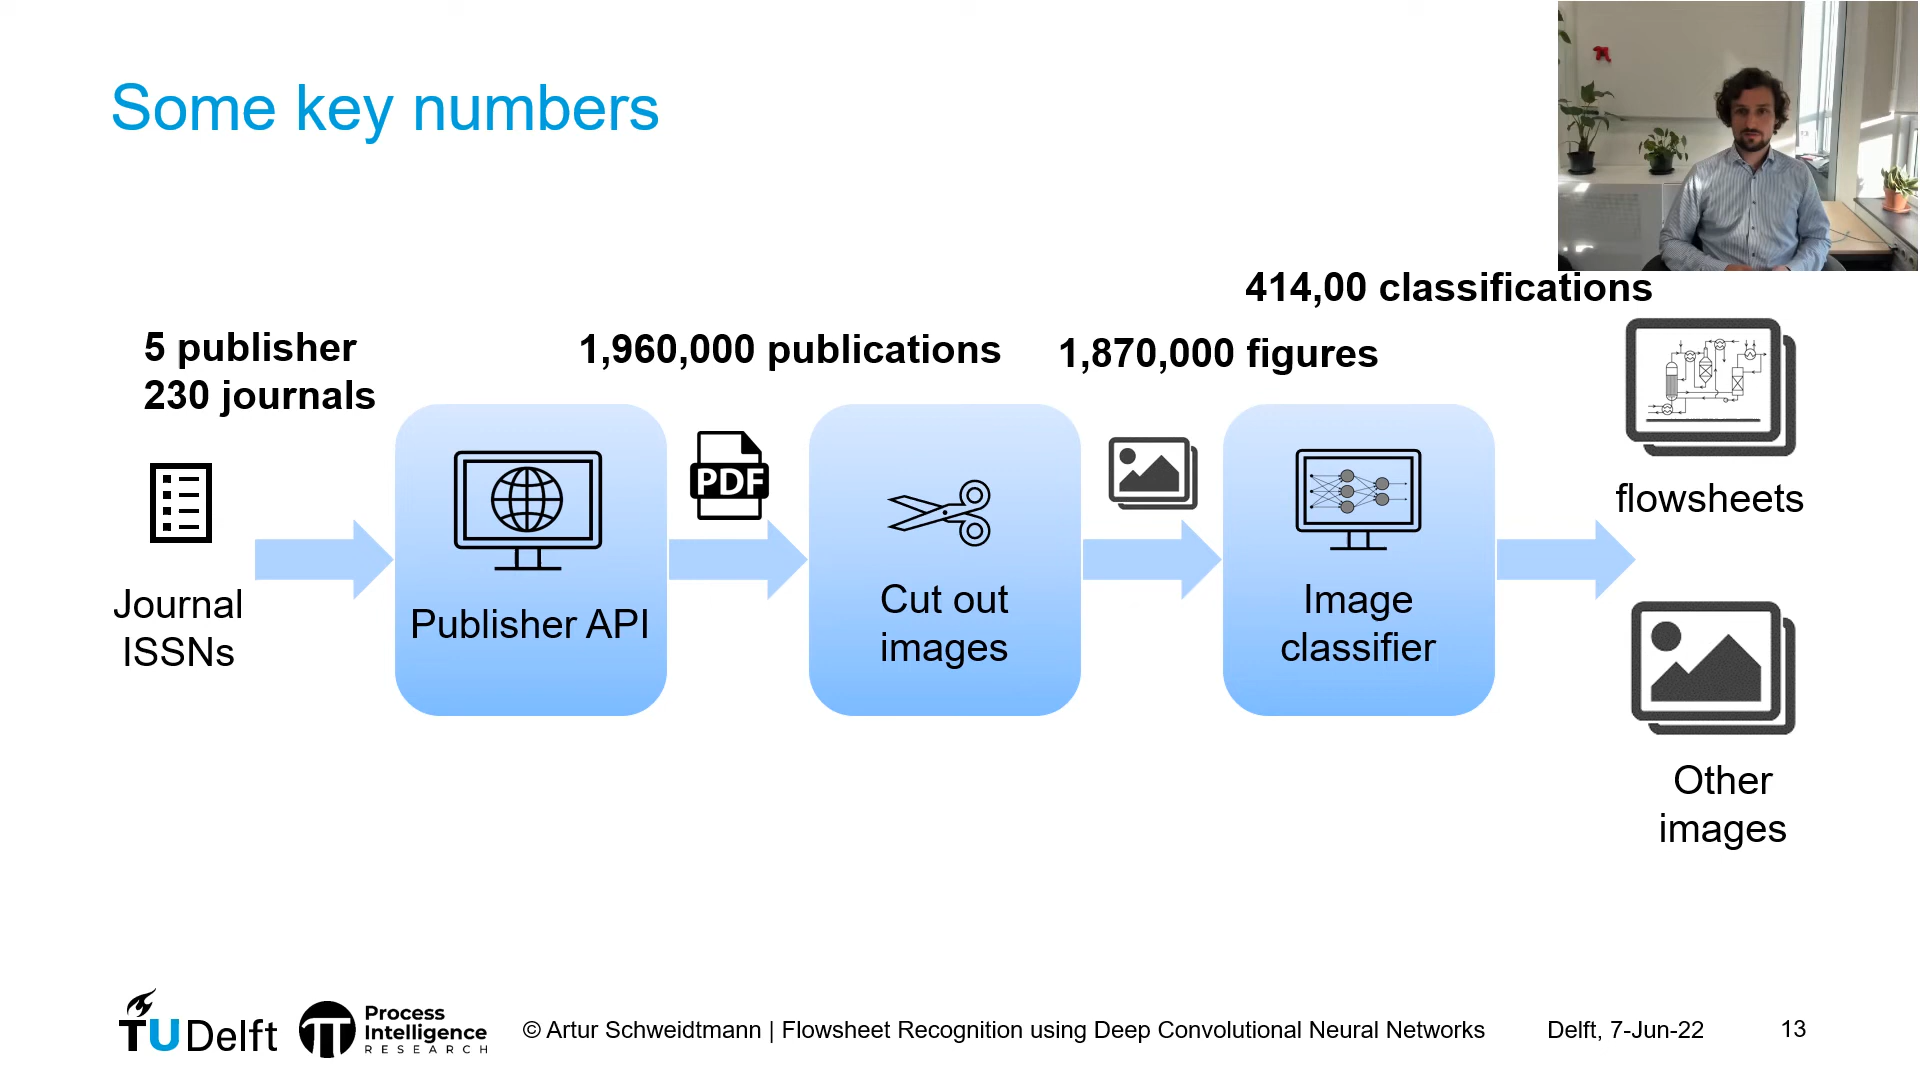 Some key numbers
414,00 classifications
5 publisher
230 journals
1,960,000 publications
1,870,000 figures
PDF
flowsheets
Journal
ISSNs
Publisher API
Cut out
images
Image
classifier
Other
images
TU Delft
Process
Intelligence
RESEARCH
© Artur Schweidtmann | Flowsheet Recognition using Deep Convolutional Neural Networks
Delft, 7-Jun-22
13